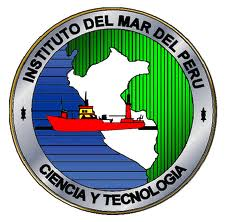 INSTITUTO DEL MAR DEL PERU
CIENCIA Y TECNOLOGIA